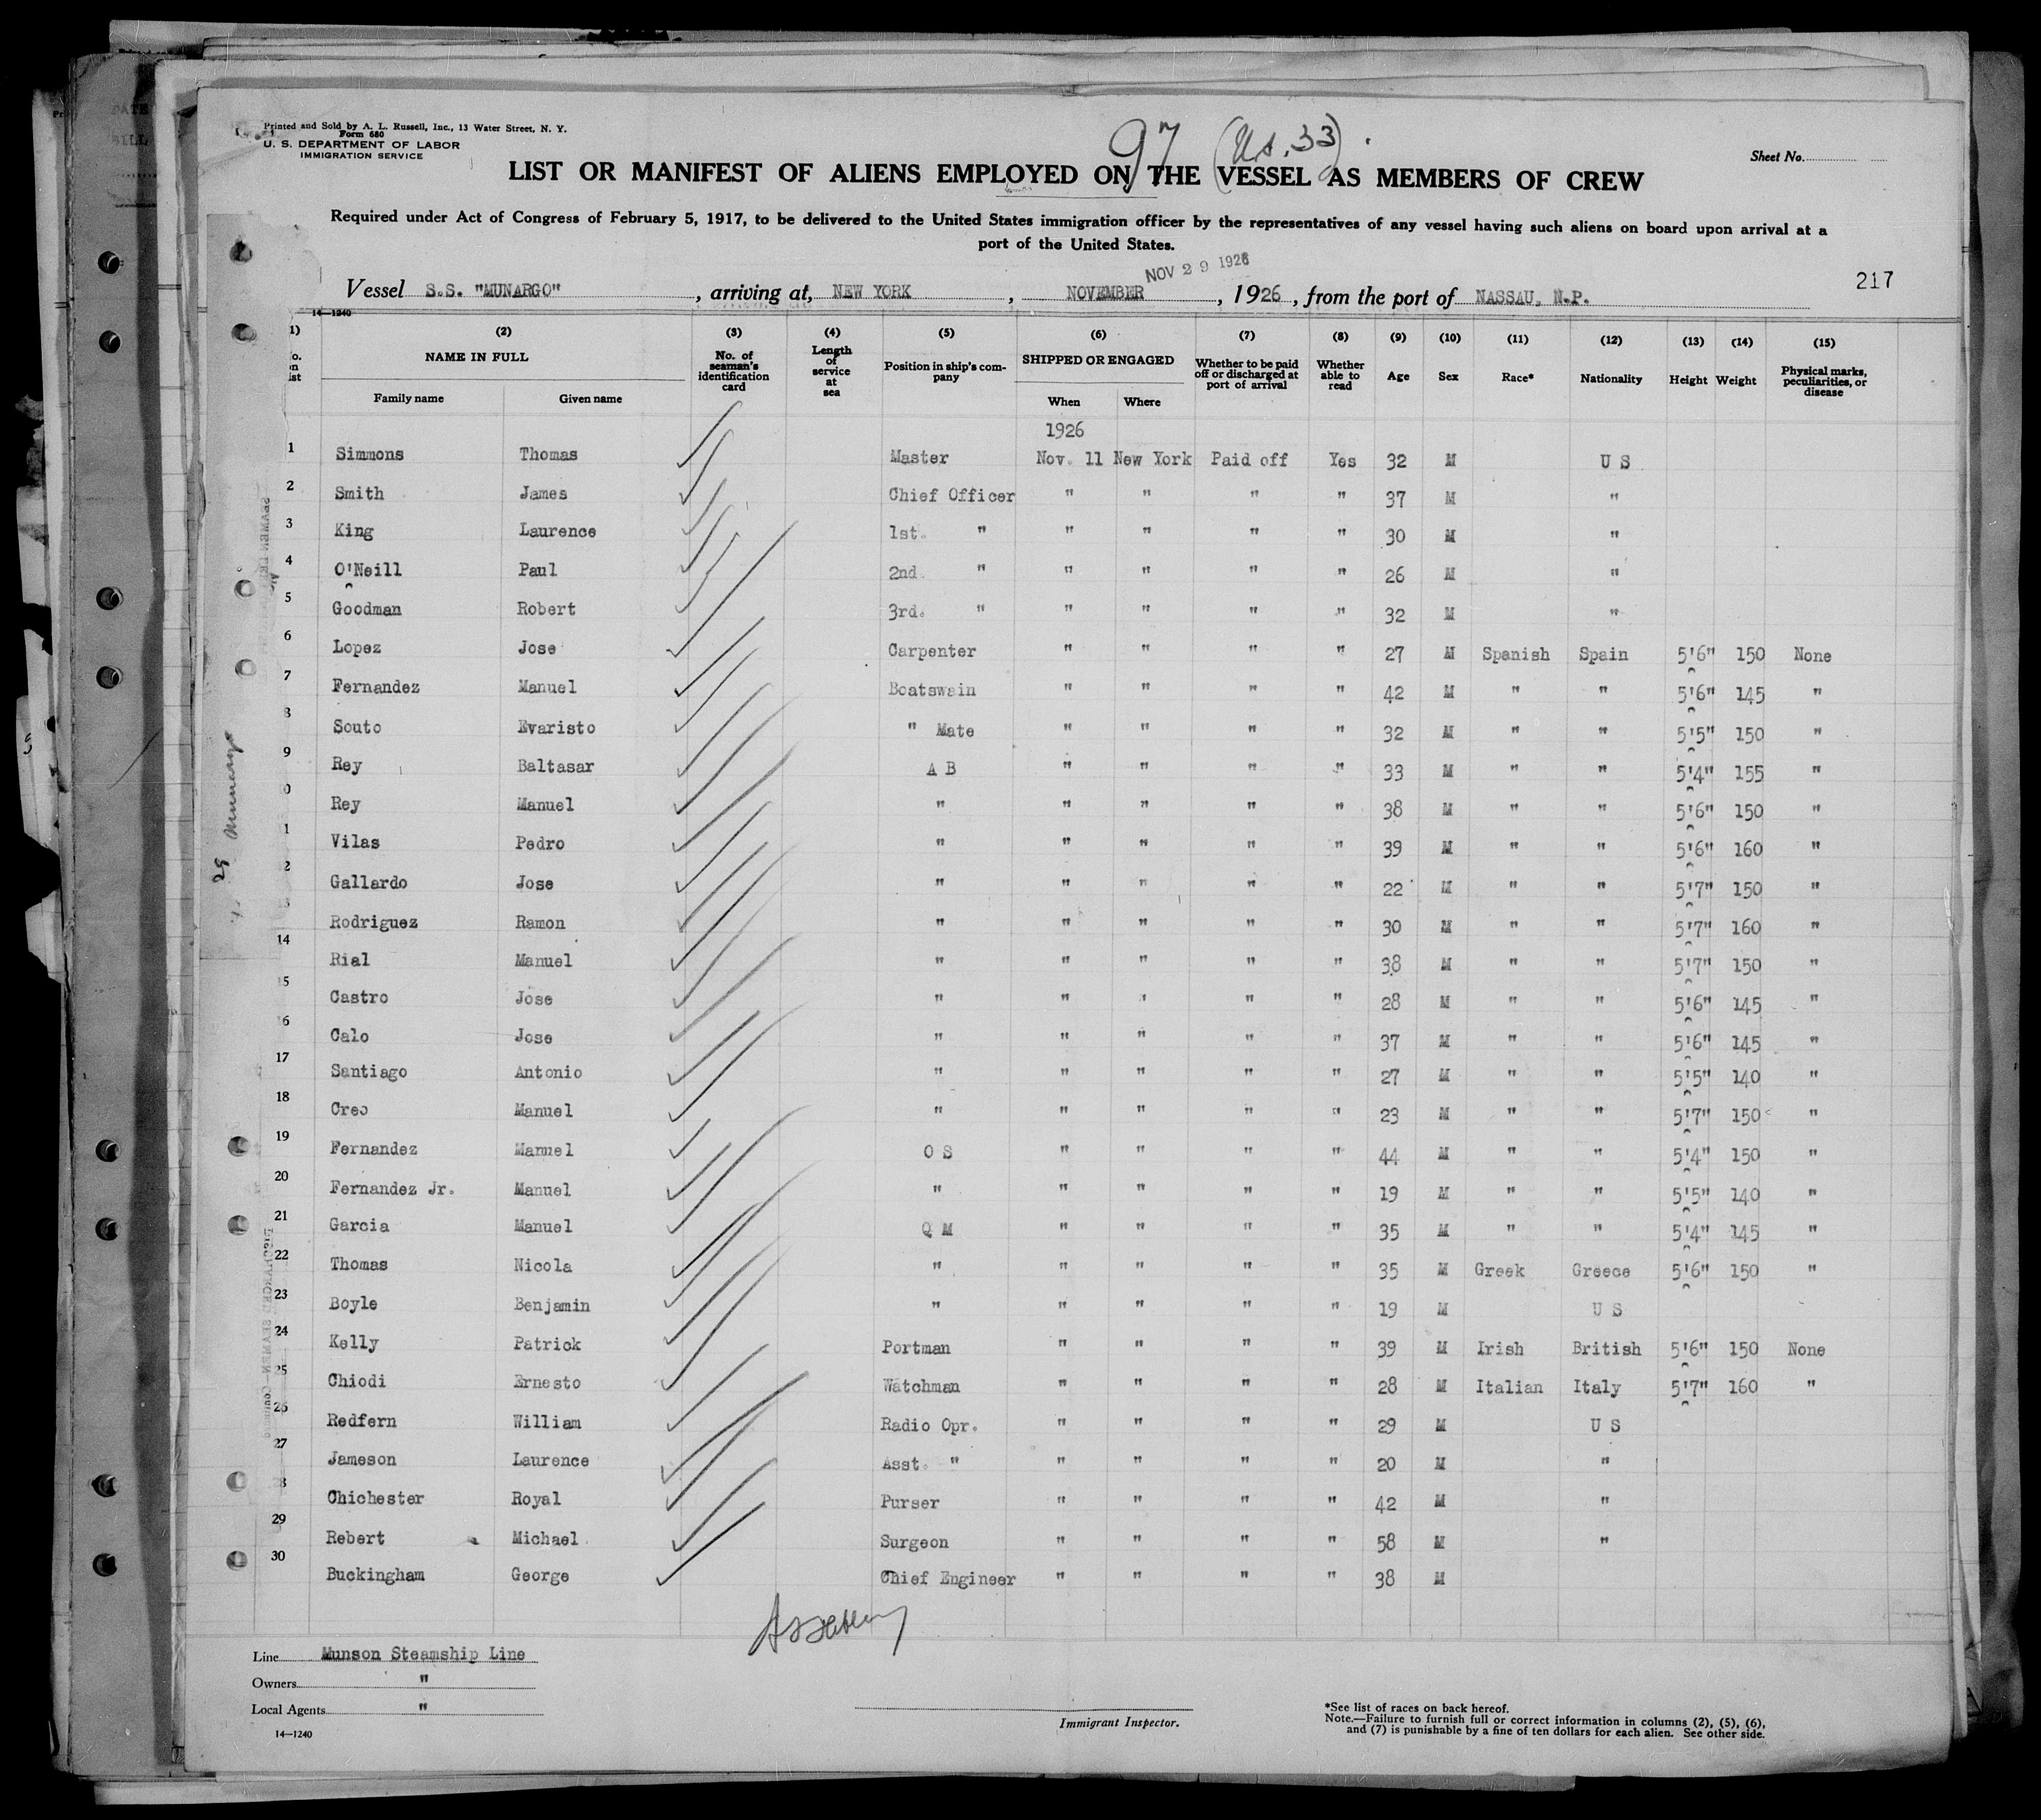 Printed and Sold by A. L. Russell, Inc., 13 Water Street, N. Y.
Form 680
U. S. DEPARTMENT OF LABOR
IMMIGRATION SERVICE
97 (US. 33)
Sheet No.
LIST OR MANIFEST OF ALIENS EMPLOYED ON THE VESSEL AS MEMBERS OF CREW
Required under Act of Congress of February 5, 1917, to be delivered to the United States immigration officer by the representatives of any vessel having such aliens on board upon arrival at a
port of the United States.
NOV 29 1926
217
Vessel S.S. "MUNARGO", arriving at, NEW YORK, NOVEMBER, 1926, from the port of NASSAU, N.P.
14—1240
1) (2) (3) (4) (5) (6) (7) (8) (9) (10) (11) (12) (13) (14) (15)
o. on ist NAME IN FULL No. of seaman's identification card Length of service at sea Position in ship's company SHIPPED OR ENGAGED Whether to be paid off or discharged at port of arrival Whether able to read Age Sex Race* Nationality Height Weight Physical marks, peculiarities, or disease
Family name Given name When Where
1926
1 Simmons Thomas Master Nov. 11 New York Paid off Yes 32 M U S
2 Smith James Chief Officer " " " " 37 M "
3 King Laurence 1st. " " " " " 30 M "
4 O'Neill Paul 2nd. " " " " " 26 M "
5 Goodman Robert 3rd. " " " " " 32 M "
6 Lopez Jose Carpenter " " " " 27 M Spanish Spain 5'6" 150 None
7 Fernandez Manuel Boatswain " " " " 42 M " " 5'6" 145 "
8 Souto Evaristo " Mate " " " " 32 M " " 5'5" 150 "
9 Rey Baltasar A B " " " " 33 M " " 5'4" 155 "
0 Rey Manuel " " " " " 38 M " " 5'6" 150 "
1 Vilas Pedro " " " " " 39 M " " 5'6" 160 "
2 Gallardo Jose " " " " " 22 M " " 5'7" 150 "
3 Rodriguez Ramon " " " " " 30 M " " 5'7" 160 "
14 Rial Manuel " " " " " 38 M " " 5'7" 150 "
15 Castro Jose " " " " " 28 M " " 5'6" 145 "
6 Calo Jose " " " " " 37 M " " 5'6" 145 "
17 Santiago Antonio " " " " " 27 M " " 5'5" 140 "
18 Creo Manuel " " " " " 23 M " " 5'7" 150 "
19 Fernandez Manuel O S " " " " 44 M " " 5'4" 150 "
20 Fernandez Jr. Manuel " " " " " 19 M " " 5'5" 140 "
21 Garcia Manuel Q M " " " " 35 M " " 5'4" 145 "
22 Thomas Nicola " " " " " 35 M Greek Greece 5'6" 150 "
23 Boyle Benjamin " " " " " 19 M U S
24 Kelly Patrick Portman " " " " 39 M Irish British 5'6" 150 None
25 Chiodi Ernesto Watchman " " " " 28 M Italian Italy 5'7" 160 "
26 Redfern William Radio Opr. " " " " 29 M U S
27 Jameson Laurence Asst. " " " " " 20 M "
8 Chichester Royal Purser " " " " 42 M "
29 Rebert Michael Surgeon " " " " 58 M "
30 Buckingham George Chief Engineer " " " " 38 M
29 Munargo
Line Munson Steamship Line
Owners "
Local Agents "
14—1240
Immigrant Inspector.
*See list of races on back hereof.
Note.—Failure to furnish full or correct information in columns (2), (5), (6),
and (7) is punishable by a fine of ten dollars for each alien. See other side.